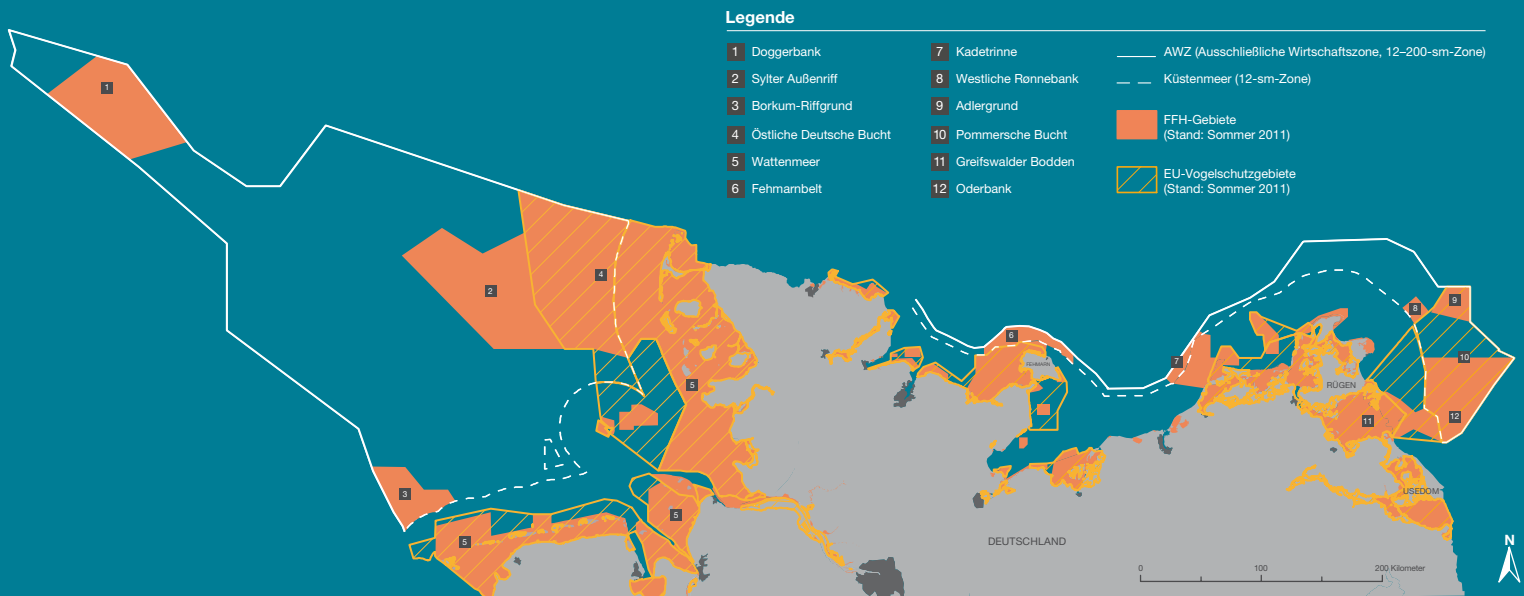 Legende
1 Doggerbank
2 Sylter Außenriff
3 Borkum-Riffgrund
4 Östliche Deutsche Bucht
5 Wattenmeer
6 Fehmarnbelt
7 Kadetrinne
8 Westliche Rønnebank
9 Adlergrund
10 Pommersche Bucht
11 Greifswalder Bodden
12 Oderbank
AWZ (Ausschließliche Wirtschaftszone, 12–200-sm-Zone)
Küstenmeer (12-sm-Zone)
FFH-Gebiete
(Stand: Sommer 2011)
EU-Vogelschutzgebiete
(Stand: Sommer 2011)
1
2
4
5
3
5
5
6
FEHMARN
7
8
9
10
RÜGEN
11
12
USEDOM
DEUTSCHLAND
N
0 100 200 Kilometer